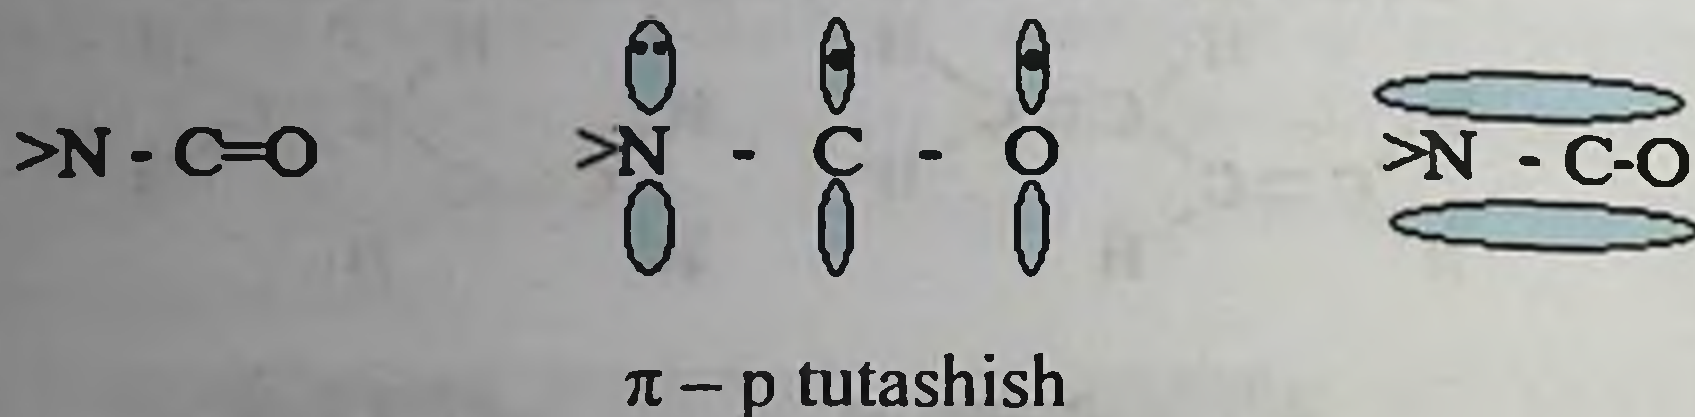 >N - C=O >N - C - O >N - C-O
π – p tutashish